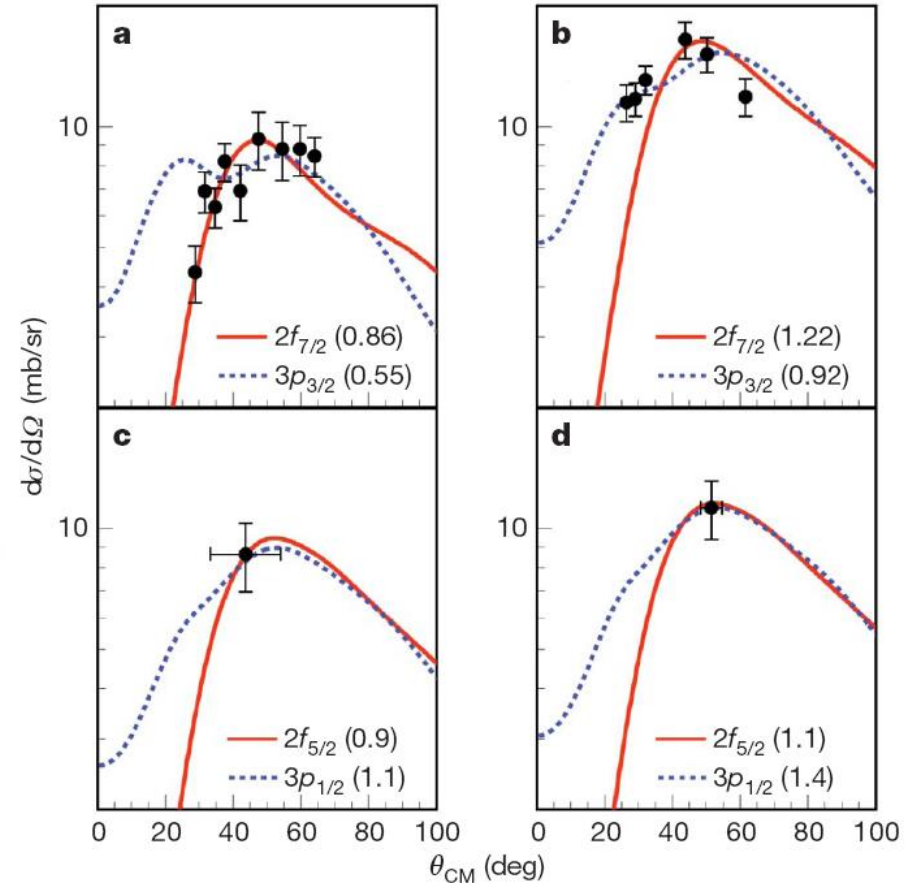 a
b
10
10
2f7/2 (0.86)
3p3/2 (0.55)
2f7/2 (1.22)
3p3/2 (0.92)
dσ/dΩ (mb/sr)
c
d
10
10
2f5/2 (0.9)
3p1/2 (1.1)
2f5/2 (1.1)
3p1/2 (1.4)
0 20 40 60 80 100
0 20 40 60 80 100
θCM (deg)